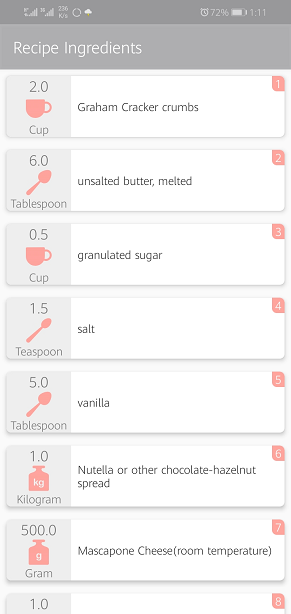 236
K/s
72%
1:11
Recipe Ingredients
2.0
1
Graham Cracker crumbs
Cup
6.0
2
unsalted butter, melted
Tablespoon
0.5
3
granulated sugar
Cup
1.5
4
salt
Teaspoon
5.0
5
vanilla
Tablespoon
1.0
6
Nutella or other chocolate-hazelnut
spread
kg
Kilogram
500.0
7
Mascapone Cheese(room temperature)
g
Gram
1.0
8